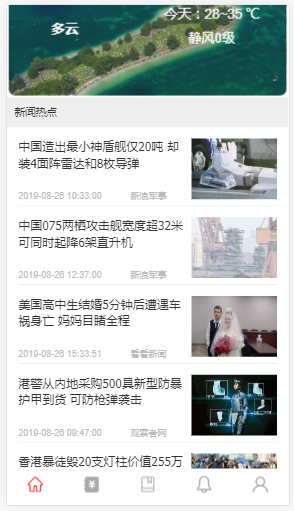 今天：28~35 ℃
多云
静风0级
新闻热点
中国造出最小神盾舰仅20吨 却
装4面阵雷达和8枚导弹
2019-08-26 10:33:00 新浪军事
中国075两栖攻击舰宽度超32米
可同时起降6架直升机
2019-08-26 12:37:00 新浪军事
美国高中生结婚5分钟后遭遇车
祸身亡 妈妈目睹全程
2019-08-26 15:33:51 看看新闻
港警从内地采购500具新型防暴
护甲到货 可防枪弹袭击
2019-08-26 09:47:00 观察者网
香港暴徒毁20支灯柱价值255万